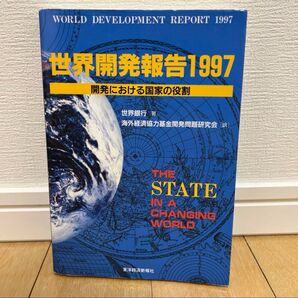 WORLD DEVELOPMENT REPORT 1997
世界開発報告1997
開発における国家の役割
世界銀行 著
海外経済協力基金開発問題研究会 訳
THE
STATE
IN A
CHANGING
WORLD
東洋経済新報社